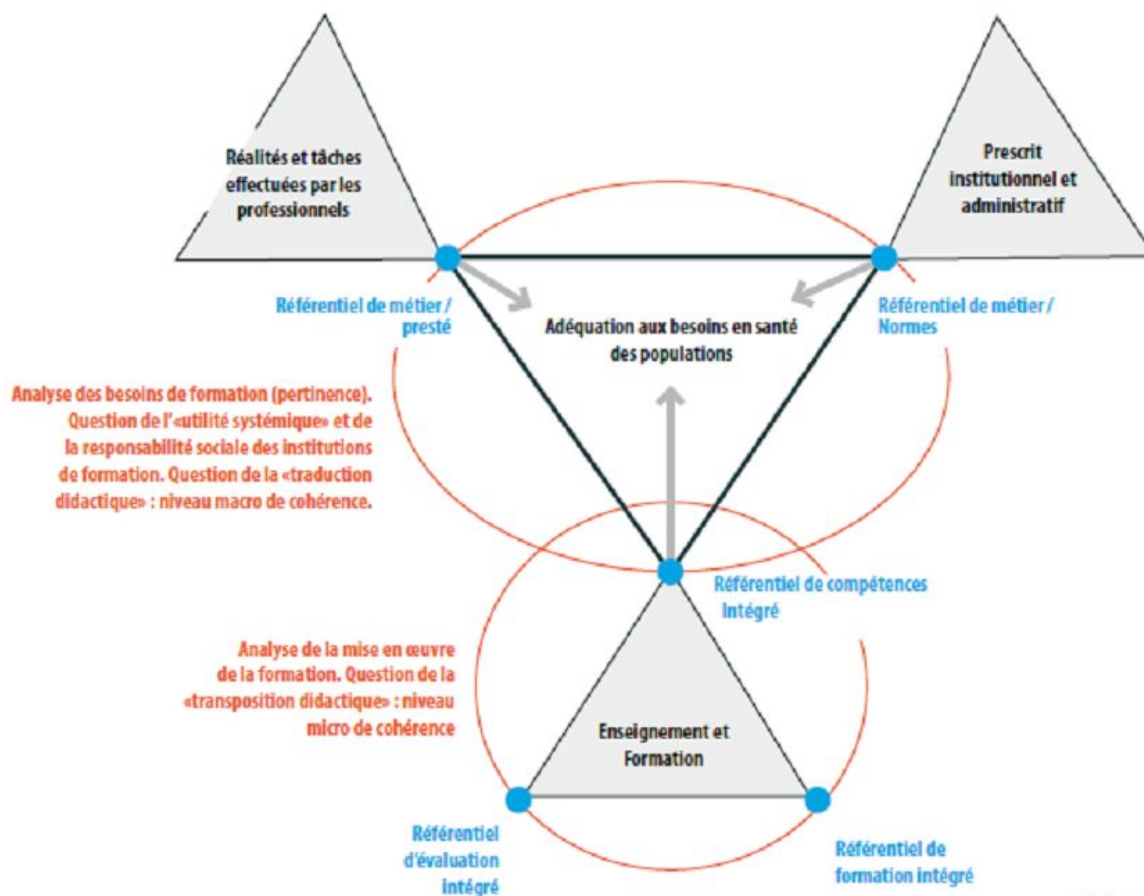 Réalités et tâches
effectuées par les
professionnels
Prescrit
institutionnel et
administratif
Référentiel de métier /
presté
Référentiel de métier /
Normes
Adéquation aux besoins en santé
des populations
Analyse des besoins de formation (pertinence).
Question de l'«utilité systémique» et de
la responsabilité sociale des institutions
de formation. Question de la «traduction
didactique» : niveau macro de cohérence.
Référentiel de compétences
Intégré
Analyse de la mise en œuvre
de la formation. Question de la
«transposition didactique» : niveau
micro de cohérence
Enseignement et
Formation
Référentiel
d'évaluation
intégré
Référentiel de
formation intégré